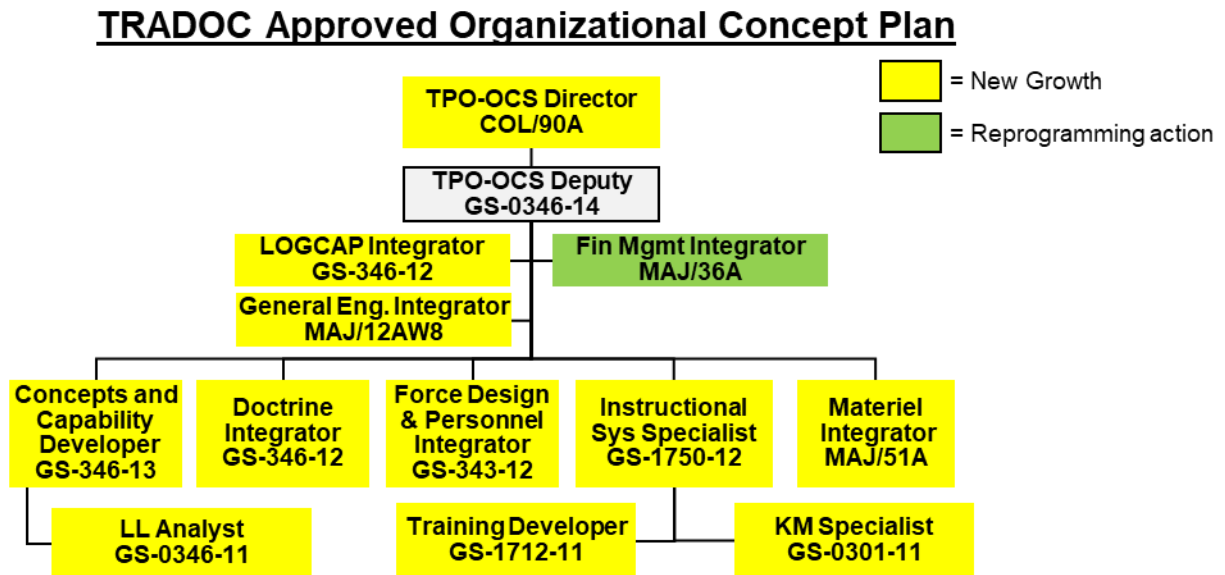 TRADOC Approved Organizational Concept Plan
= New Growth
= Reprogramming action
TPO-OCS Director
COL/90A
TPO-OCS Deputy
GS-0346-14
LOGCAP Integrator
GS-346-12
Fin Mgmt Integrator
MAJ/36A
General Eng. Integrator
MAJ/12AW8
Concepts and
Capability
Developer
GS-346-13
Doctrine
Integrator
GS-346-12
Force Design
& Personnel
Integrator
GS-343-12
Instructional
Sys Specialist
GS-1750-12
Materiel
Integrator
MAJ/51A
LL Analyst
GS-0346-11
Training Developer
GS-1712-11
KM Specialist
GS-0301-11